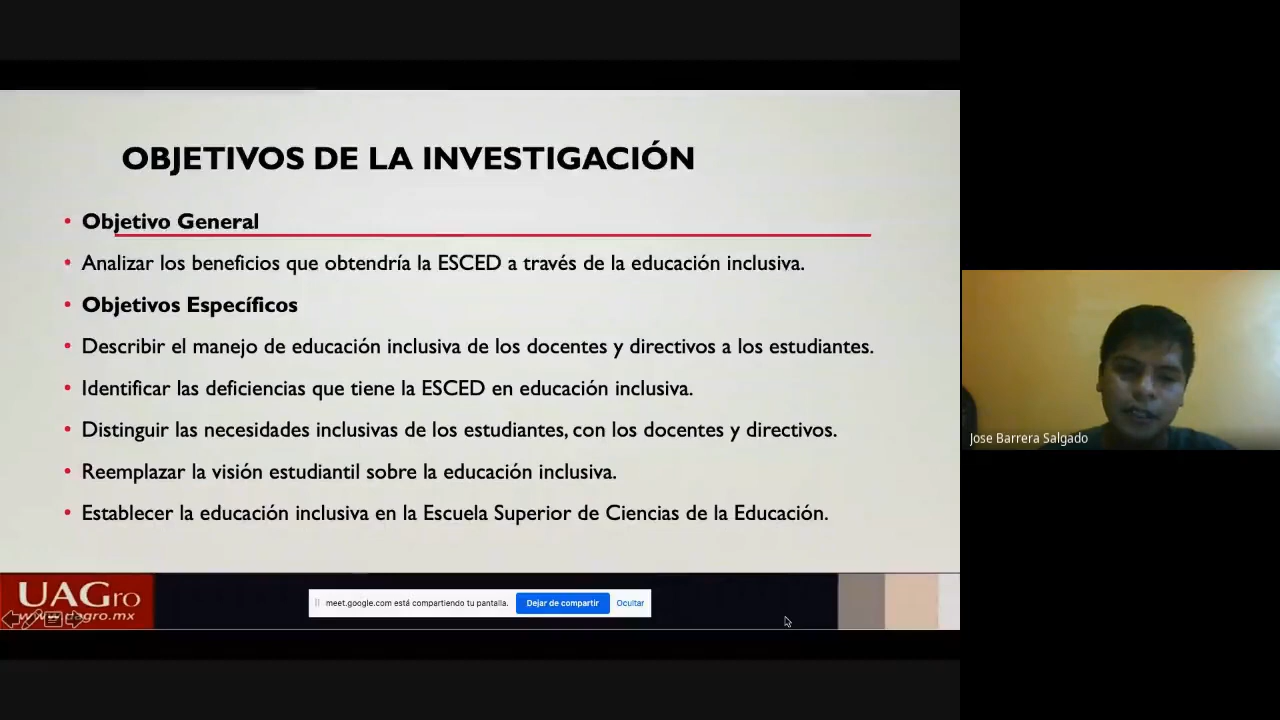 OBJETIVOS DE LA INVESTIGACIÓN
• Objetivo General
• Analizar los beneficios que obtendría la ESCED a través de la educación inclusiva.
• Objetivos Específicos
• Describir el manejo de educación inclusiva de los docentes y directivos a los estudiantes.
• Identificar las deficiencias que tiene la ESCED en educación inclusiva.
• Distinguir las necesidades inclusivas de los estudiantes, con los docentes y directivos.
• Reemplazar la visión estudiantil sobre la educación inclusiva.
• Establecer la educación inclusiva en la Escuela Superior de Ciencias de la Educación.
Jose Barrera Salgado
UAGro
www.uagro.mx
meet.google.com está compartiendo tu pantalla. Dejar de compartir Ocultar